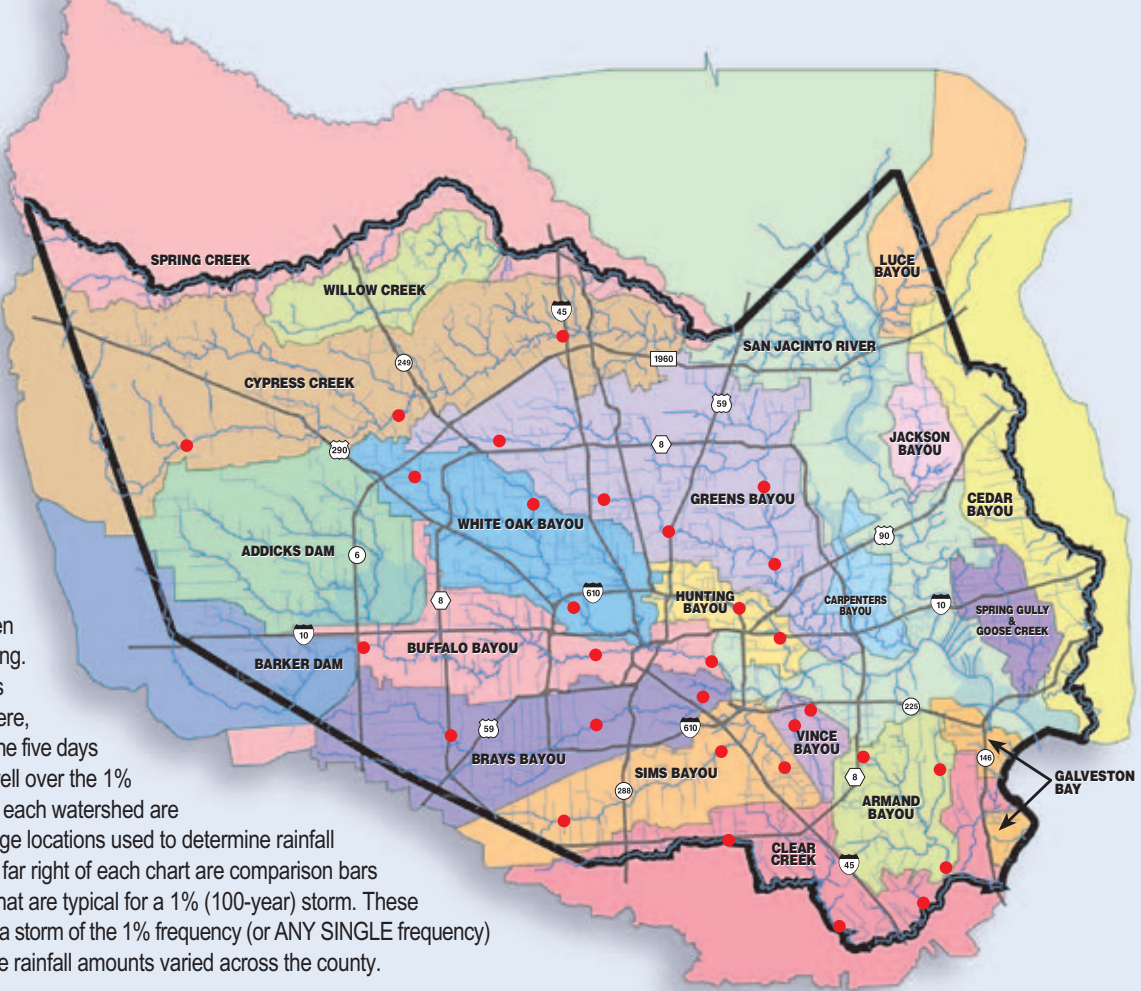 SPRING CREEK
WILLOW CREEK
LUCE
BAYOU
45
SAN JACINTO RIVER
1960
249
CYPRESS CREEK
59
JACKSON
BAYOU
290
8
GREENS BAYOU
CEDAR
BAYOU
WHITE OAK BAYOU
90
ADDICKS DAM
6
610
HUNTING
BAYOU
CARPENTERS
BAYOU
10
SPRING GULLY
&
GOOSE CREEK
8
10
BUFFALO BAYOU
BARKER DAM
225
59
610
VINCE
BAYOU
BRAYS BAYOU
146
SIMS BAYOU
8
GALVESTON
BAY
288
ARMAND
BAYOU
CLEAR
CREEK
45
en
ng.
s
ere,
ne five days
well over the 1%
each watershed are
ge locations used to determine rainfall
far right of each chart are comparison bars
hat are typical for a 1% (100-year) storm. These
a storm of the 1% frequency (or ANY SINGLE frequency)
e rainfall amounts varied across the county.